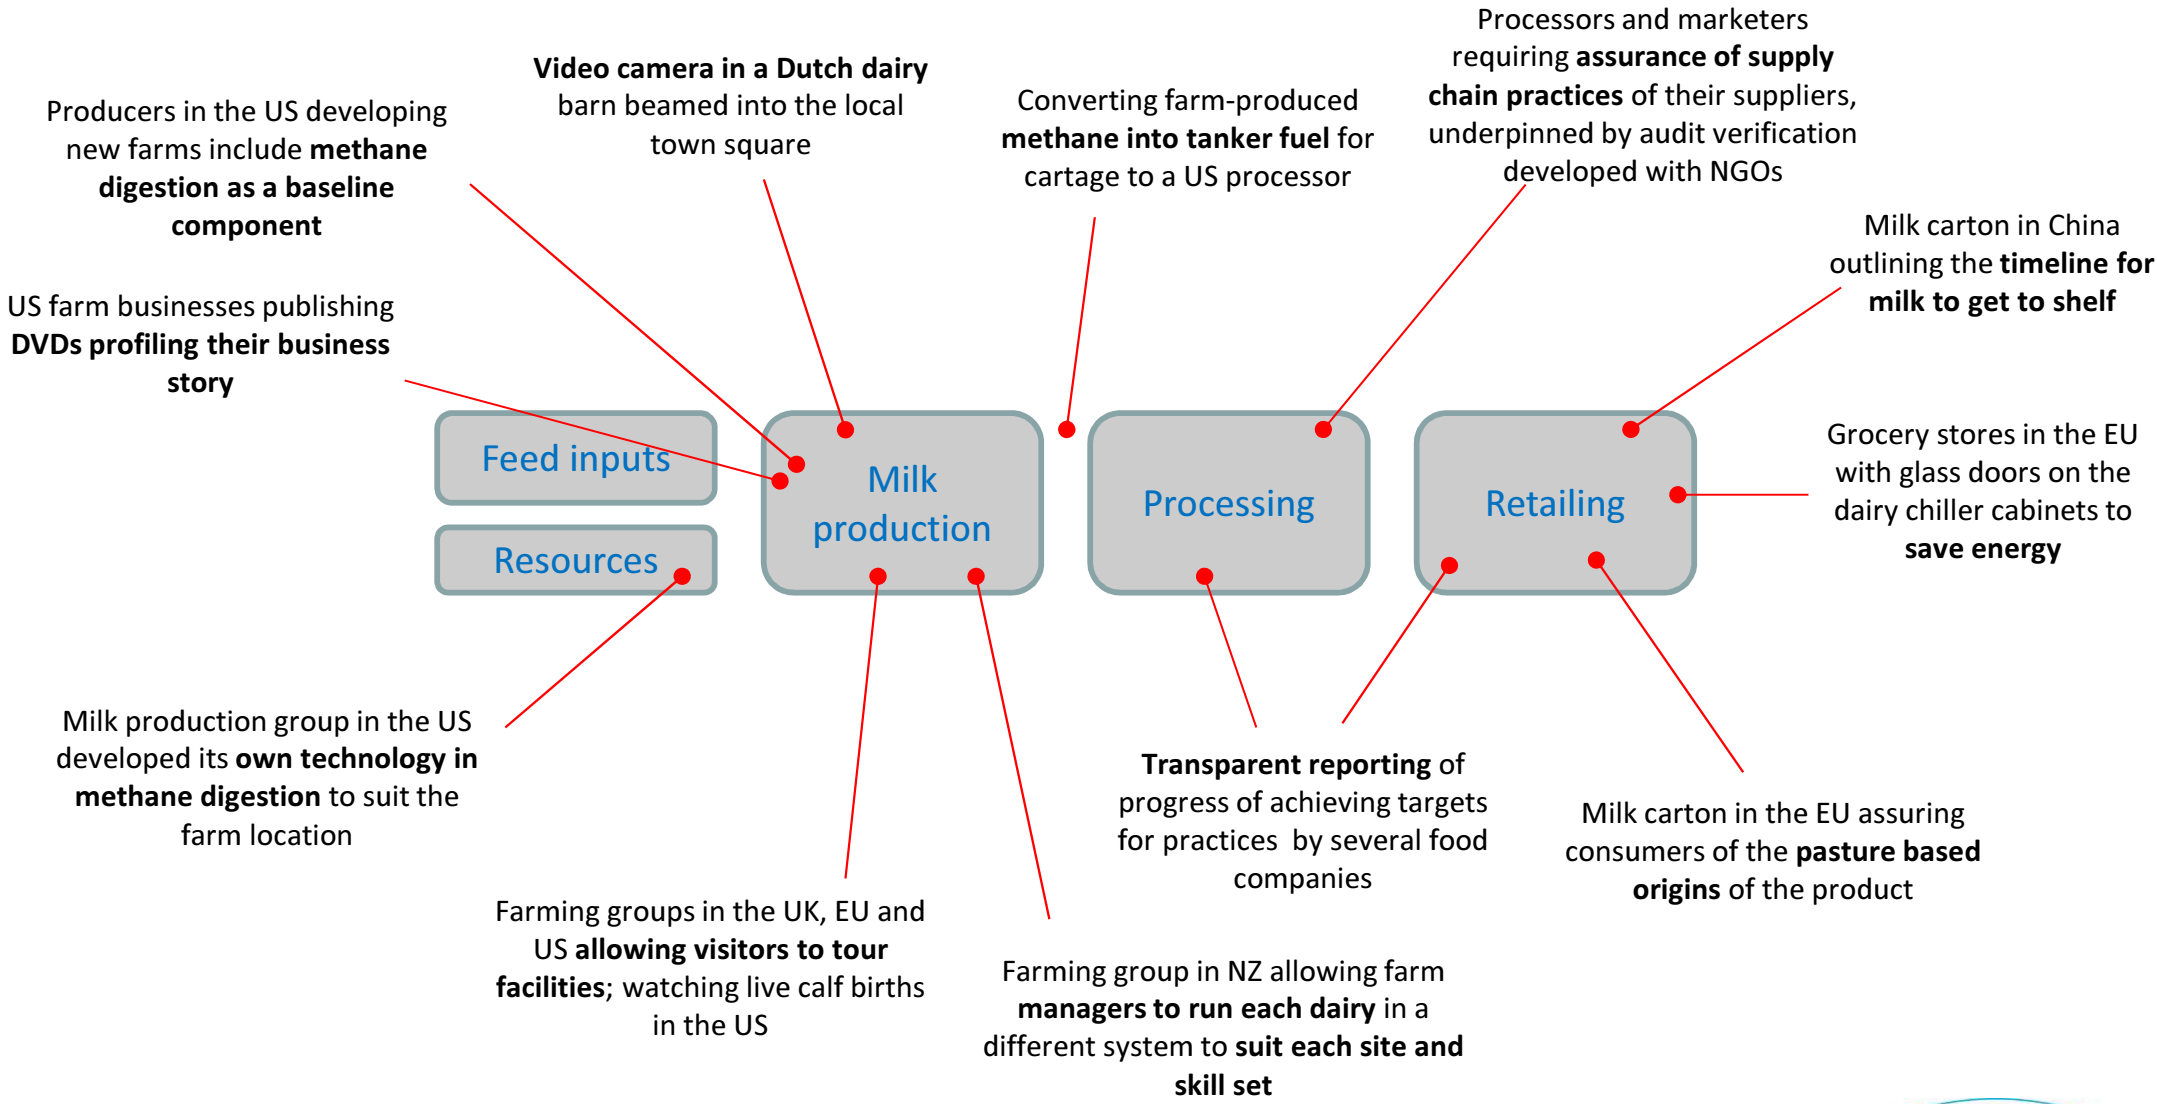 Producers in the US developing
new farms include methane
digestion as a baseline
component
Video camera in a Dutch dairy
barn beamed into the local
town square
Converting farm-produced
methane into tanker fuel for
cartage to a US processor
Processors and marketers
requiring assurance of supply
chain practices of their suppliers,
underpinned by audit verification
developed with NGOs
US farm businesses publishing
DVDs profiling their business
story
Milk carton in China
outlining the timeline for
milk to get to shelf
Feed inputs
Resources
Milk
production
Processing
Retailing
Grocery stores in the EU
with glass doors on the
dairy chiller cabinets to
save energy
Milk production group in the US
developed its own technology in
methane digestion to suit the
farm location
Farming groups in the UK, EU and
US allowing visitors to tour
facilities; watching live calf births
in the US
Farming group in NZ allowing farm
managers to run each dairy in a
different system to suit each site and
skill set
Transparent reporting of
progress of achieving targets
for practices  by several food
companies
Milk carton in the EU assuring
consumers of the pasture based
origins of the product